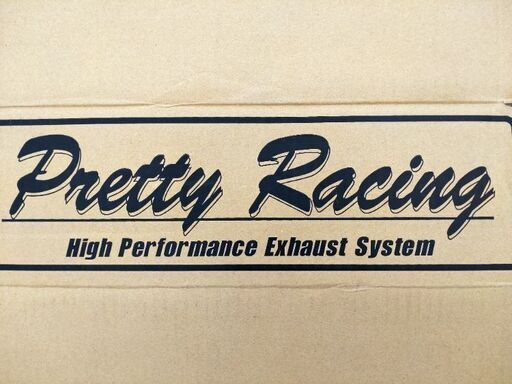 Pretty Racing
High Performance Exhaust System